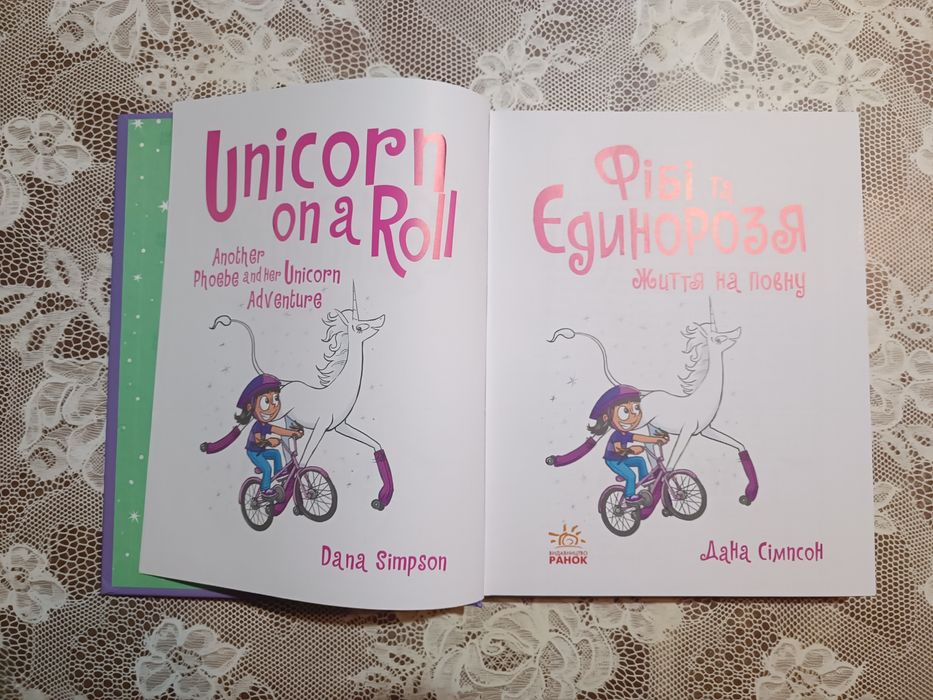 Unicorn
on a Roll
Another
Phoebe and Her Unicorn
Adventure
Dana Simpson
Фібі та
Єдинорозя
Життя на повну
ВИДАВНИЦТВО
РАНОК
Дана Сімпсон